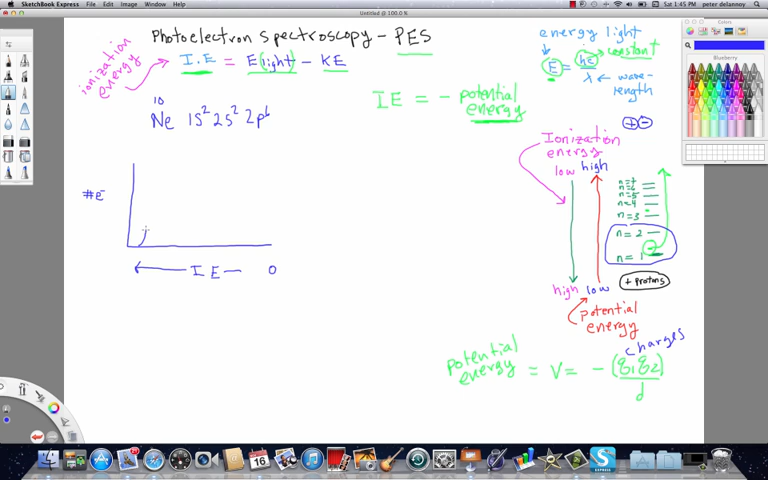 SketchBook Express File Edit Image Window Help
Sat 1:45 PM peter delannoy
Untitled @ 100.0 %
Photoelectron spectroscopy - PES
ionization energy
I.E = E(light) - KE
energy light
E = hc constant
λ ← wave-length
IE = - potential energy
10
Ne 1s² 2s² 2p⁶
+ -
Ionization energy
low high
n=7
n=6
n=5
n=4
n=3
n=2
n=1
+ protons
high low
potential energy
#e⁻
← IE 0
potential energy = V = - (q₁q₂)
d
charges
Colors
Blueberry
16